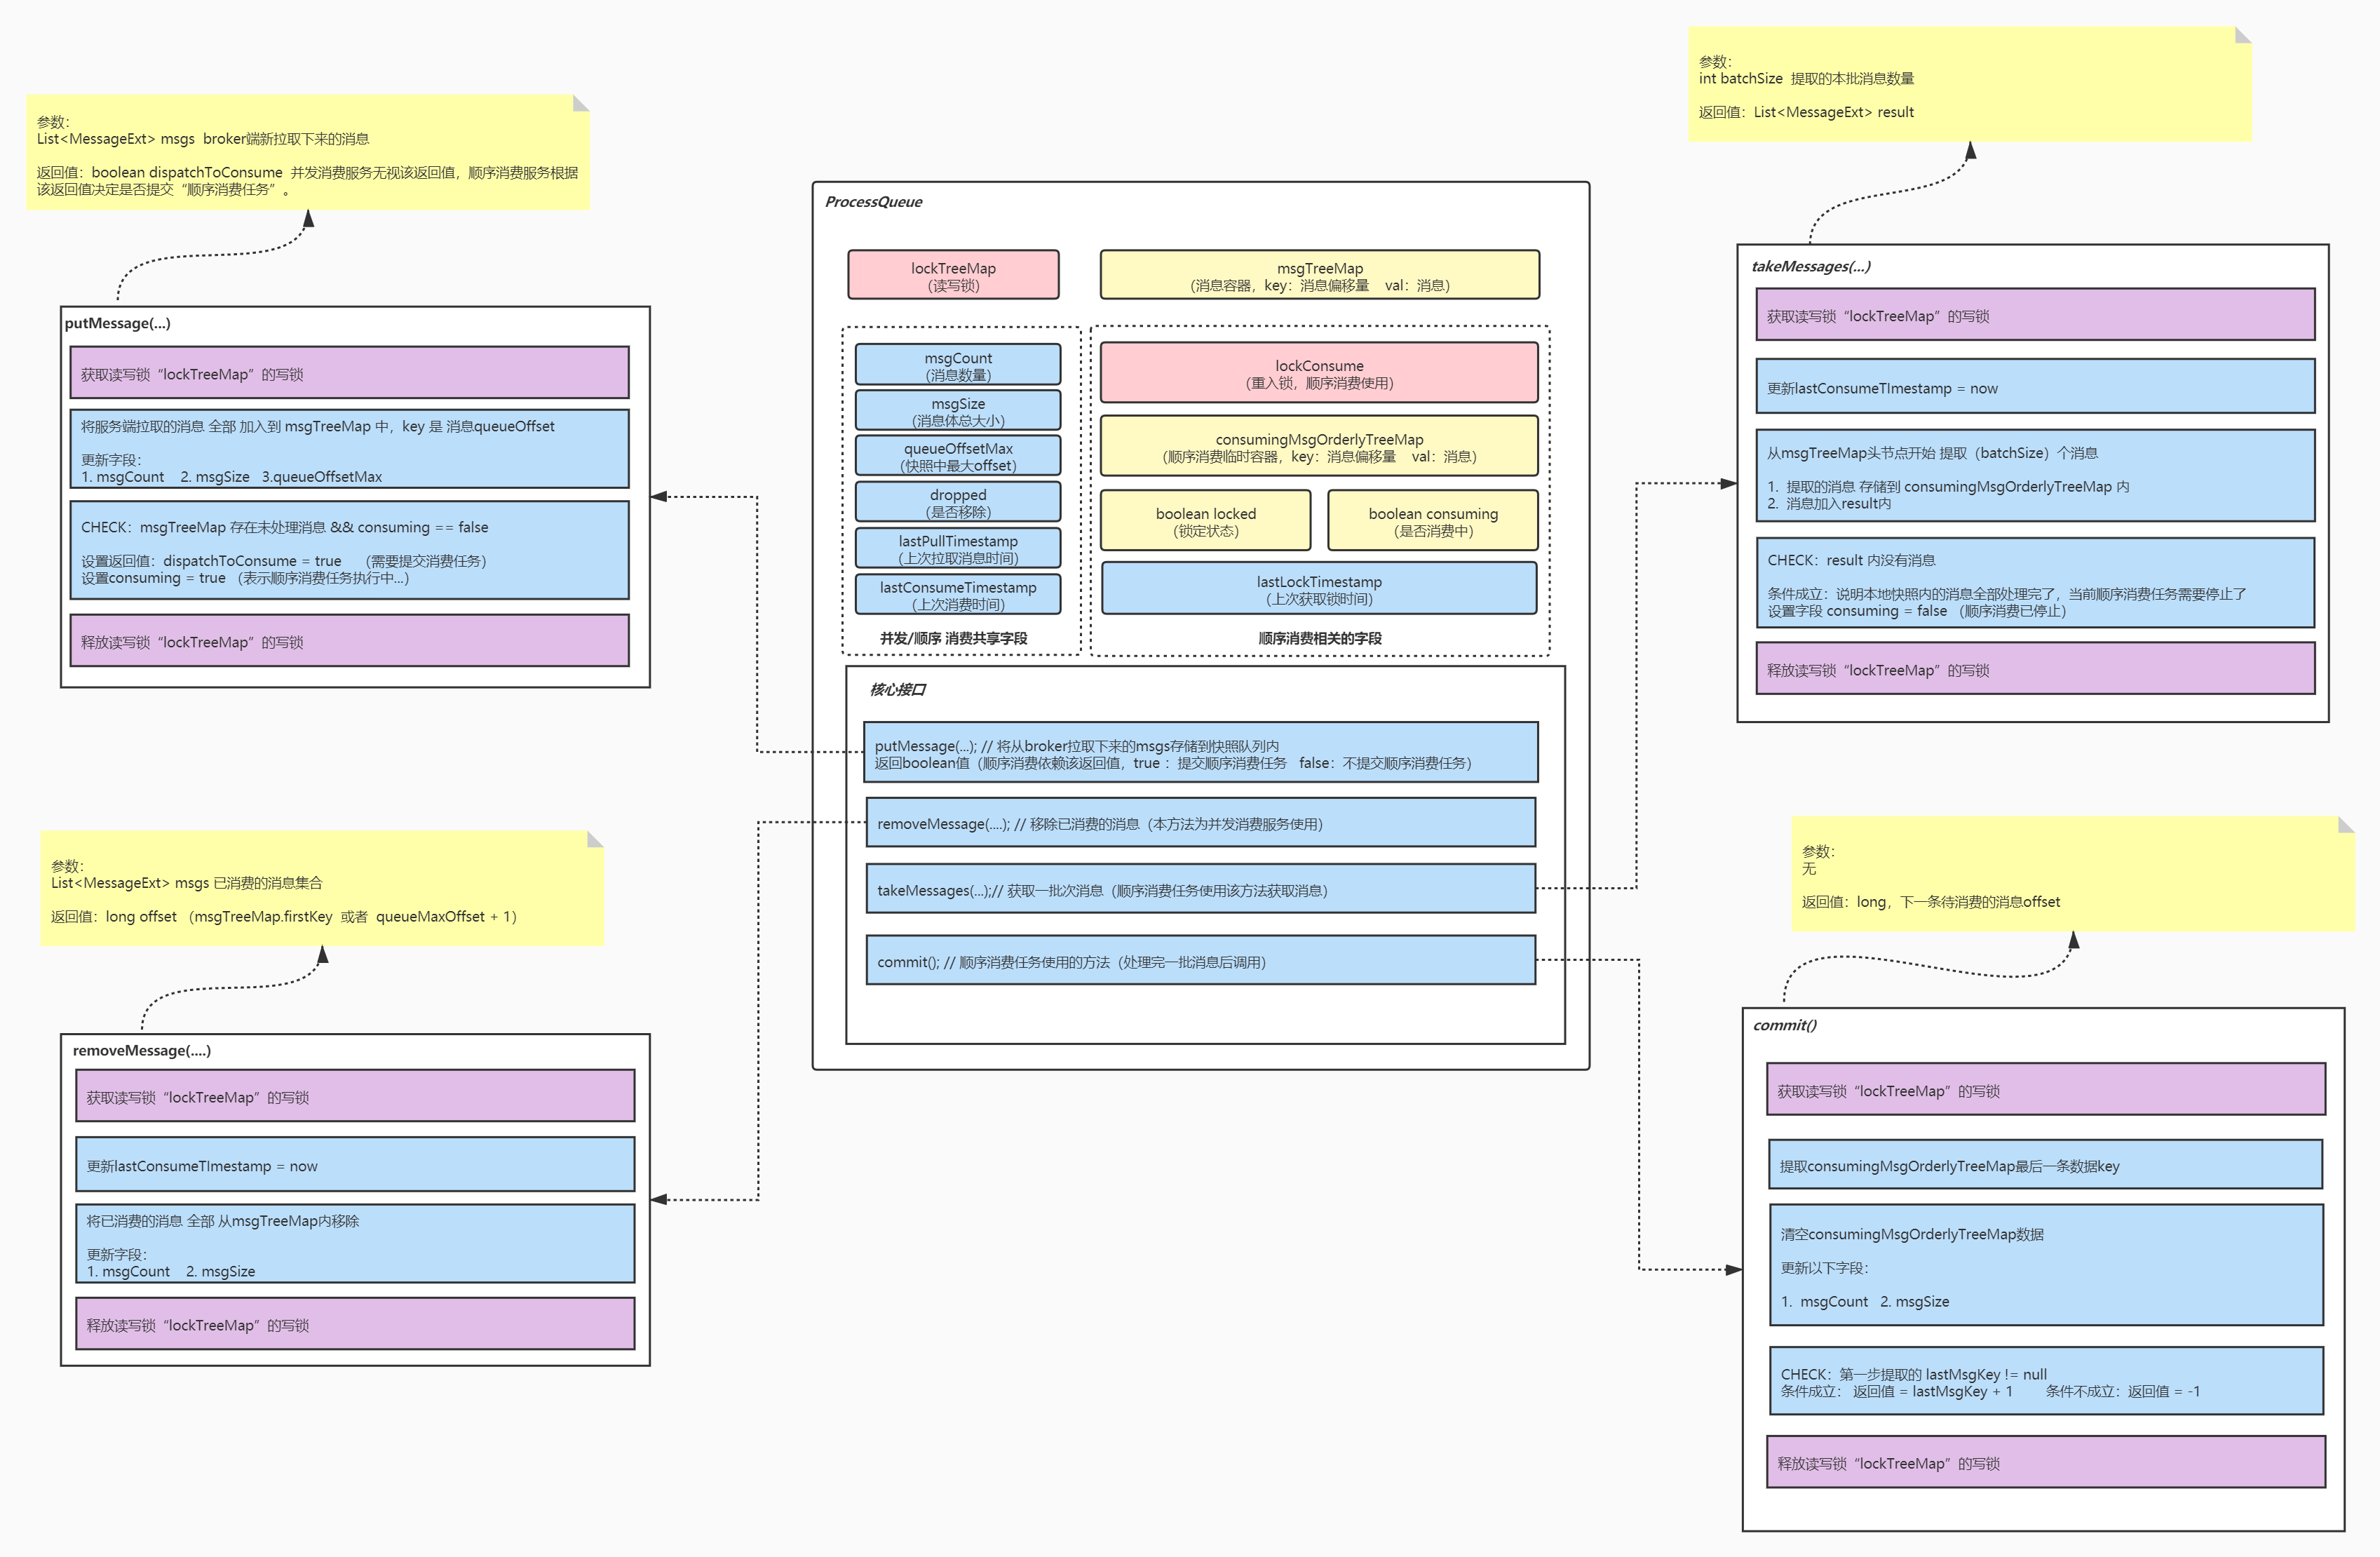 参数：
List<MessageExt> msgs  broker端新拉取下来的消息
返回值：boolean dispatchToConsume  并发消费服务无视该返回值，顺序消费服务根据
该返回值决定是否提交“顺序消费任务”。
putMessage(...)
获取读写锁“lockTreeMap”的写锁
将服务端拉取的消息 全部 加入到 msgTreeMap 中，key 是 消息queueOffset
更新字段：
1. msgCount    2. msgSize   3.queueOffsetMax
CHECK：msgTreeMap 存在未处理消息 && consuming == false
设置返回值：dispatchToConsume = true     （需要提交消费任务）
设置consuming = true （表示顺序消费任务执行中...）
释放读写锁“lockTreeMap”的写锁
参数：
List<MessageExt> msgs 已消费的消息集合
返回值：long offset （msgTreeMap.firstKey  或者  queueMaxOffset + 1）
removeMessage(....)
获取读写锁“lockTreeMap”的写锁
更新lastConsumeTImestamp = now
将已消费的消息 全部 从msgTreeMap内移除
更新字段：
1. msgCount    2. msgSize
释放读写锁“lockTreeMap”的写锁
ProcessQueue
lockTreeMap
（读写锁）
msgTreeMap
（消息容器，key：消息偏移量    val：消息）
msgCount
（消息数量）
msgSize
（消息体总大小）
queueOffsetMax
（快照中最大offset）
dropped
（是否移除）
lastPullTimestamp
（上次拉取消息时间）
lastConsumeTimestamp
（上次消费时间）
并发/顺序 消费共享字段
lockConsume
（重入锁，顺序消费使用）
consumingMsgOrderlyTreeMap
（顺序消费临时容器，key：消息偏移量    val：消息）
boolean locked
（锁定状态）
boolean consuming
（是否消费中）
lastLockTimestamp
（上次获取锁时间）
顺序消费相关的字段
核心接口
putMessage(...); // 将从broker拉取下来的msgs存储到快照队列内
返回boolean值（顺序消费依赖该返回值，true ：提交顺序消费任务   false：不提交顺序消费任务）
removeMessage(....); // 移除已消费的消息（本方法为并发消费服务使用）
takeMessages(...);// 获取一批次消息（顺序消费任务使用该方法获取消息）
commit(); // 顺序消费任务使用的方法（处理完一批消息后调用）
参数：
int batchSize  提取的本批消息数量
返回值：List<MessageExt> result
takeMessages(...)
获取读写锁“lockTreeMap”的写锁
更新lastConsumeTImestamp = now
从msgTreeMap头节点开始 提取（batchSize）个消息
1.  提取的消息 存储到 consumingMsgOrderlyTreeMap 内
2.  消息加入result内
CHECK：result 内没有消息
条件成立：说明本地快照内的消息全部处理完了，当前顺序消费任务需要停止了
设置字段 consuming = false （顺序消费已停止）
释放读写锁“lockTreeMap”的写锁
参数：
无
返回值：long，下一条待消费的消息offset
commit()
获取读写锁“lockTreeMap”的写锁
提取consumingMsgOrderlyTreeMap最后一条数据key
清空consumingMsgOrderlyTreeMap数据
更新以下字段：
1.  msgCount   2. msgSize
CHECK：第一步提取的 lastMsgKey != null
条件成立： 返回值 = lastMsgKey + 1        条件不成立：返回值 = -1
释放读写锁“lockTreeMap”的写锁